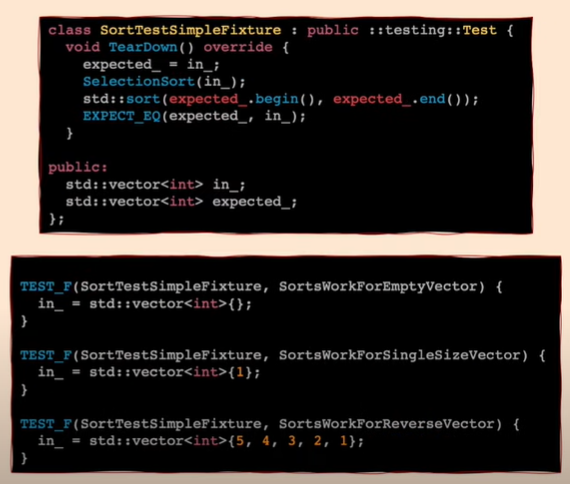 class SortTestSimpleFixture : public ::testing::Test {
  void TearDown() override {
    expected_ = in_;
    SelectionSort(in_);
    std::sort(expected_.begin(), expected_.end());
    EXPECT_EQ(expected_, in_);
  }
public:
  std::vector<int> in_;
  std::vector<int> expected_;
};
TEST_F(SortTestSimpleFixture, SortsWorkForEmptyVector) {
  in_ = std::vector<int>{};
}
TEST_F(SortTestSimpleFixture, SortsWorkForSingleSizeVector) {
  in_ = std::vector<int>{1};
}
TEST_F(SortTestSimpleFixture, SortsWorkForReverseVector) {
  in_ = std::vector<int>{5, 4, 3, 2, 1};
}